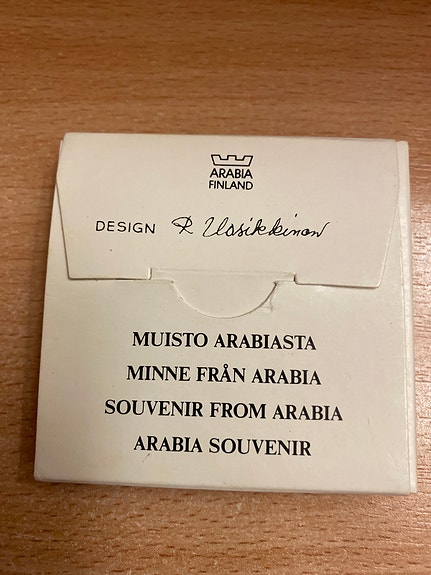 ARABIA
FINLAND
DESIGN R Uosikkinen
MUISTO ARABIASTA
MINNE FRÅN ARABIA
SOUVENIR FROM ARABIA
ARABIA SOUVENIR